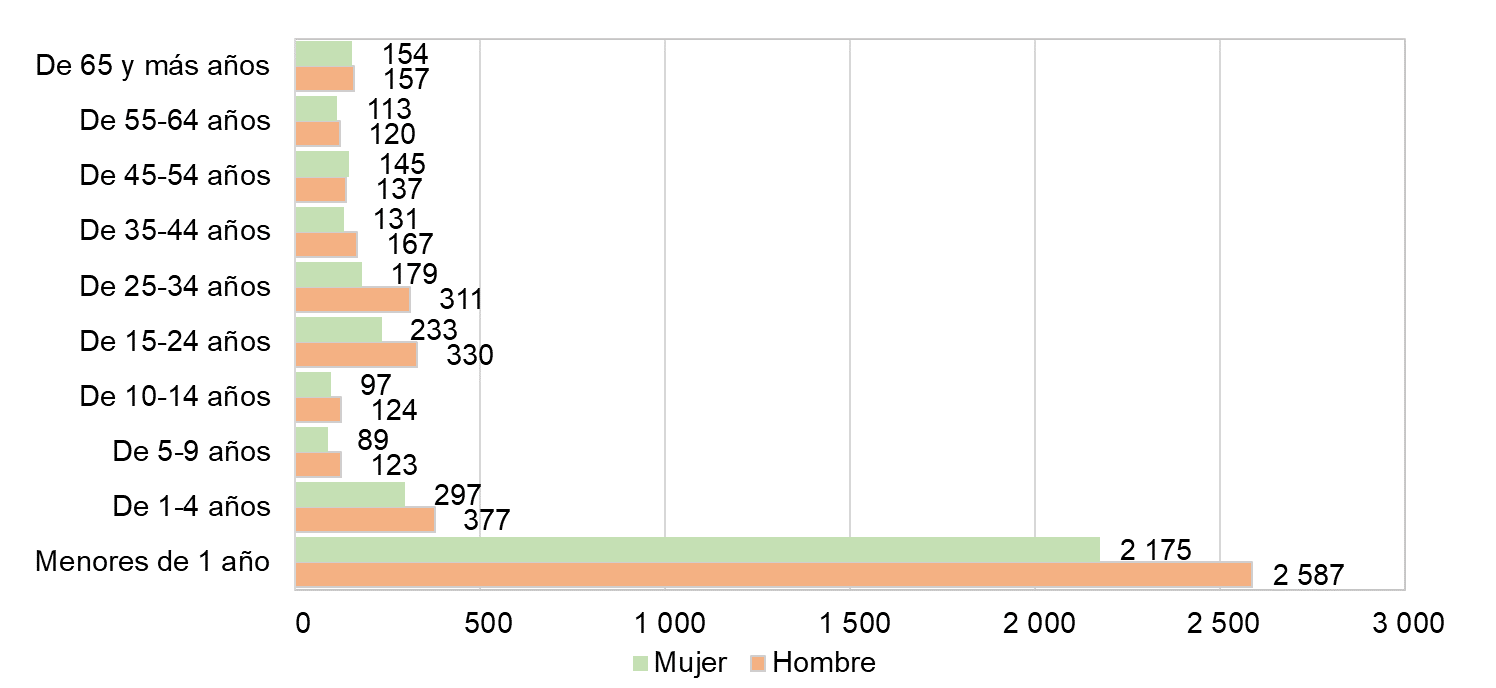 De 65 y más años
154
157
De 55-64 años
113
120
De 45-54 años
145
137
De 35-44 años
131
167
De 25-34 años
179
311
De 15-24 años
233
330
De 10-14 años
97
124
De 5-9 años
89
123
De 1-4 años
297
377
Menores de 1 año
2 175
2 587
0 500 1 000 1 500 2 000 2 500 3 000
Mujer Hombre